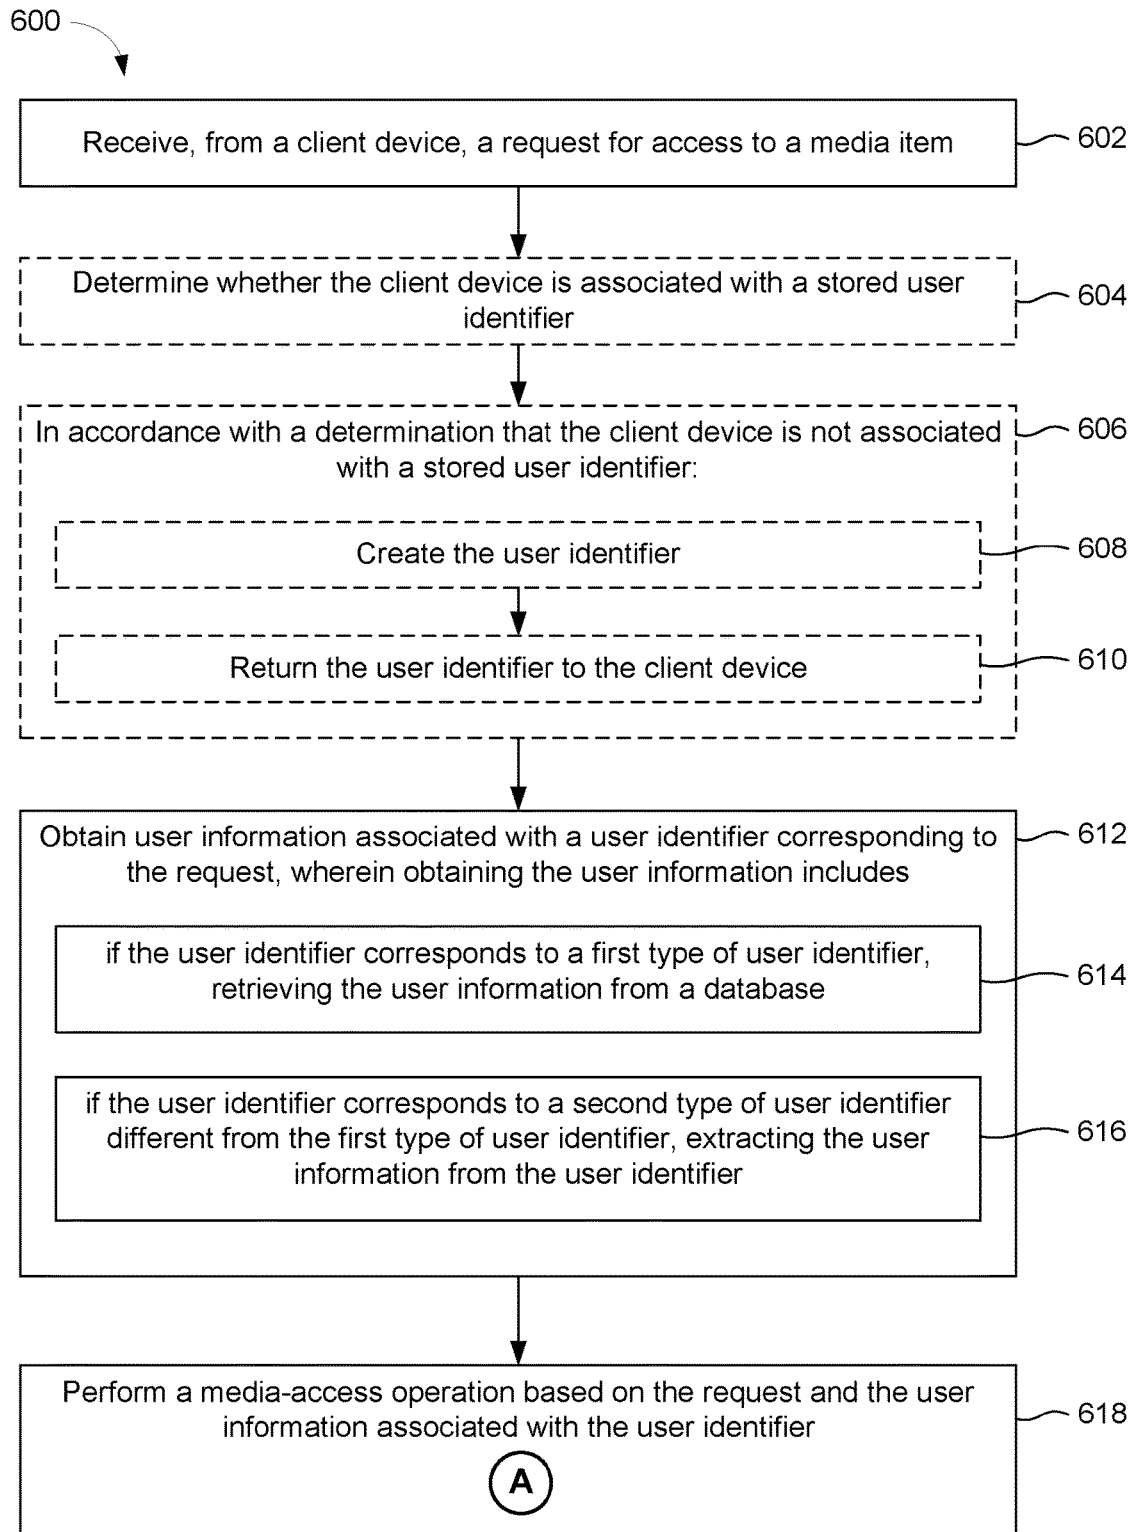 600
Receive, from a client device, a request for access to a media item
602
Determine whether the client device is associated with a stored user
identifier
604
In accordance with a determination that the client device is not associated
with a stored user identifier:
606
Create the user identifier
608
Return the user identifier to the client device
610
Obtain user information associated with a user identifier corresponding to
the request, wherein obtaining the user information includes
612
if the user identifier corresponds to a first type of user identifier,
retrieving the user information from a database
614
if the user identifier corresponds to a second type of user identifier
different from the first type of user identifier, extracting the user
information from the user identifier
616
Perform a media-access operation based on the request and the user
information associated with the user identifier
618
A